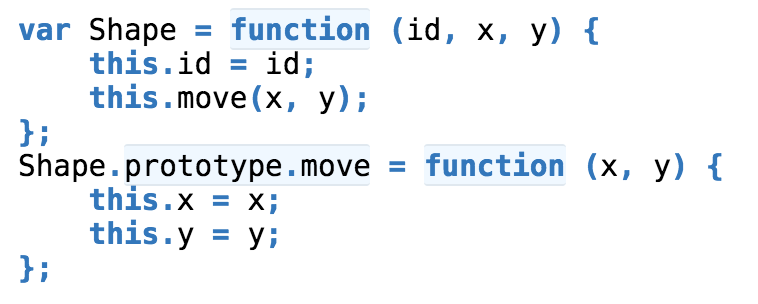 var Shape = function (id, x, y) {
    this.id = id;
    this.move(x, y);
};
Shape.prototype.move = function (x, y) {
    this.x = x;
    this.y = y;
};